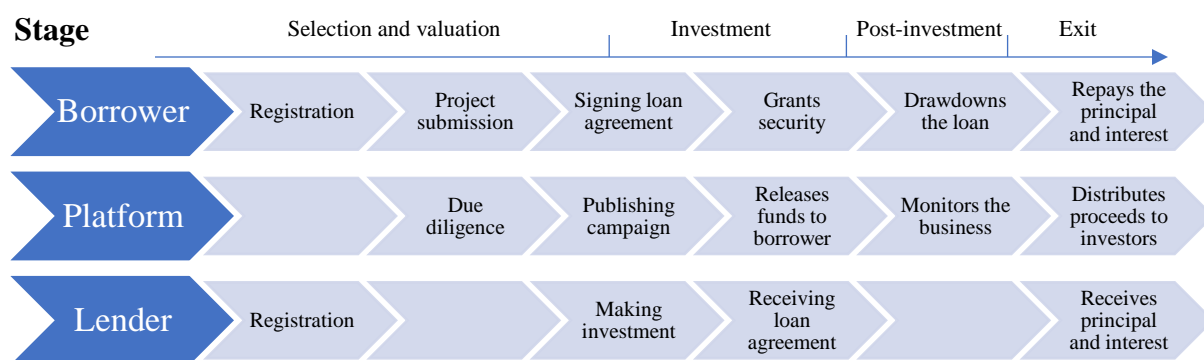 Stage
Selection and valuation
Investment
Post-investment
Exit
Borrower
Registration
Project
submission
Signing loan
agreement
Grants
security
Drawdowns
the loan
Repays the
principal
and interest
Platform
Due
diligence
Publishing
campaign
Releases
funds to
borrower
Monitors the
business
Distributes
proceeds to
investors
Lender
Registration
Making
investment
Receiving
loan
agreement
Receives
principal
and interest